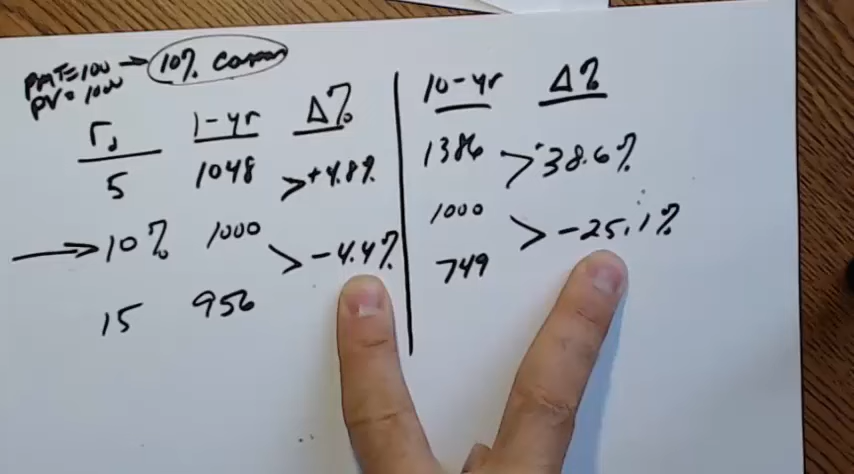 PMT=100 → 10% coupon
PV=1000
rd 1-yr Δ% 10-yr Δ%
5 1048 > +4.8% 1386 > +38.6%
→ 10% 1000 1000
> -4.4% > -25.1%
15 956 749